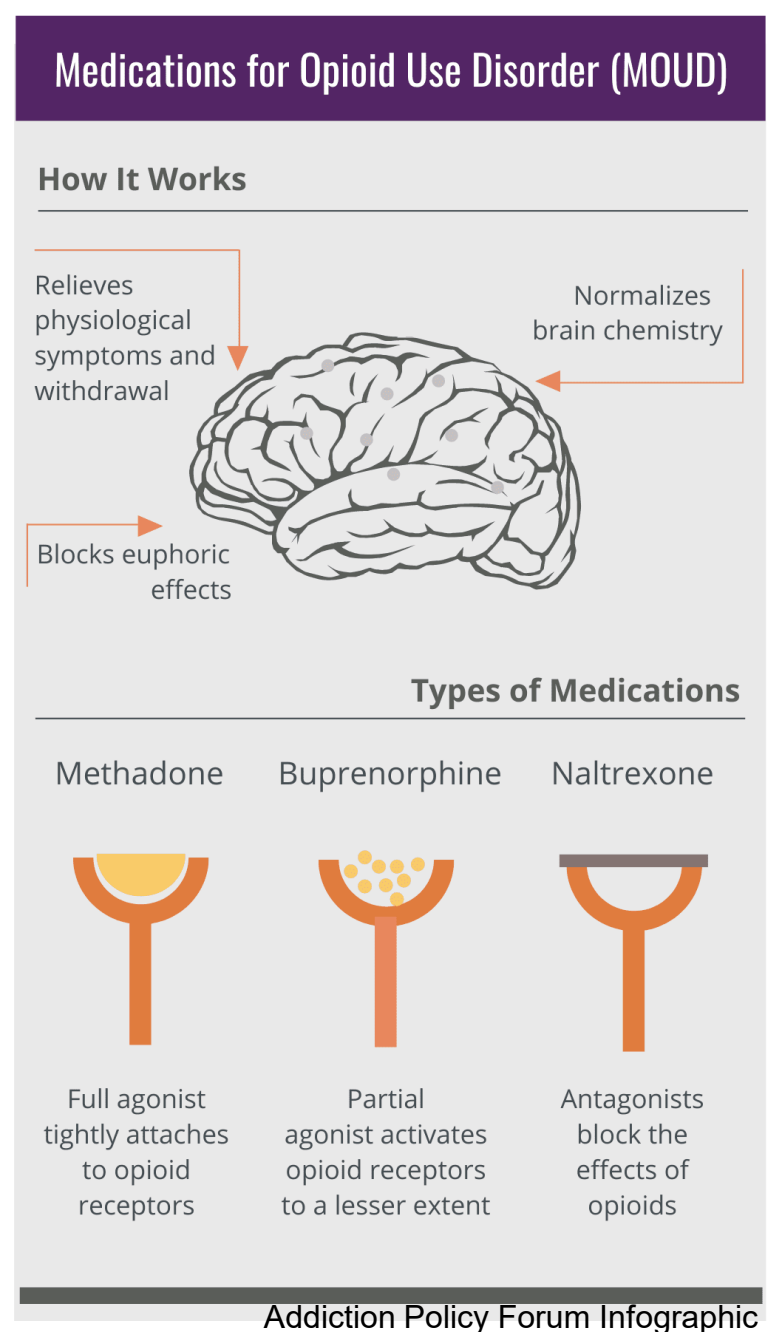 Medications for Opioid Use Disorder (MOUD)
How It Works
Relieves
physiological
symptoms and
withdrawal
Normalizes
brain chemistry
Blocks euphoric
effects
Types of Medications
Methadone
Buprenorphine
Naltrexone
Full agonist
tightly attaches
to opioid
receptors
Partial
agonist activates
opioid receptors
to a lesser extent
Antagonists
block the
effects of
opioids
Addiction Policy Forum Infographic